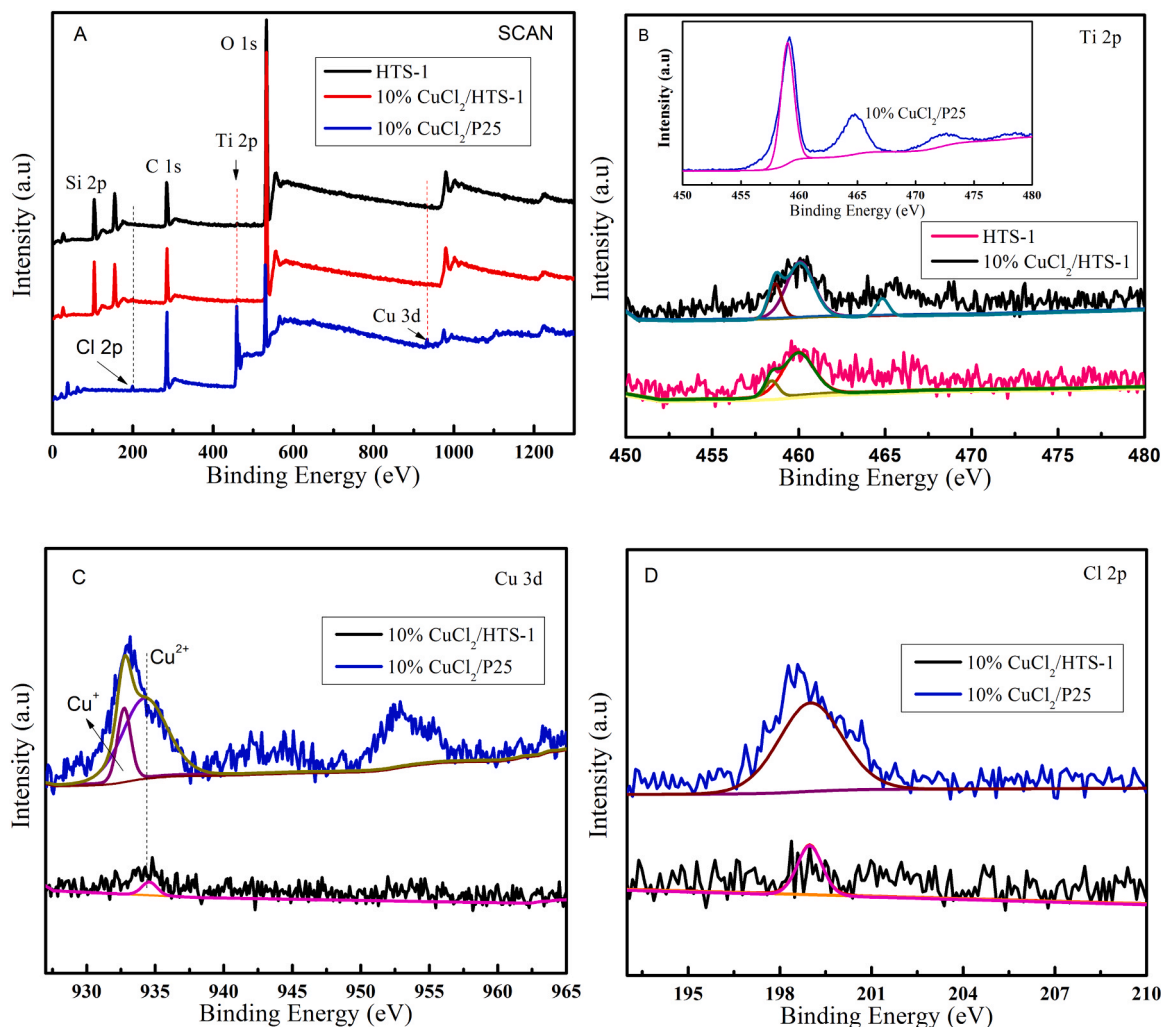 A
SCAN
O 1s
HTS-1
10% CuCl₂/HTS-1
10% CuCl₂/P25
Ti 2p
C 1s
Si 2p
Cl 2p
Cu 3d
Intensity (a.u)
0 200 400 600 800 1000 1200
Binding Energy (eV)
B
Ti 2p
Intensity (a.u)
10% CuCl₂/P25
450 455 460 465 470 475 480
Binding Energy (eV)
HTS-1
10% CuCl₂/HTS-1
Intensity (a.u)
450 455 460 465 470 475 480
Binding Energy (eV)
C
Cu 3d
10% CuCl₂/HTS-1
10% CuCl₂/P25
Cu²⁺
Cu⁺
Intensity (a.u)
930 935 940 945 950 955 960 965
Binding Energy (eV)
D
Cl 2p
10% CuCl₂/HTS-1
10% CuCl₂/P25
Intensity (a.u)
195 198 201 204 207 210
Binding Energy (eV)